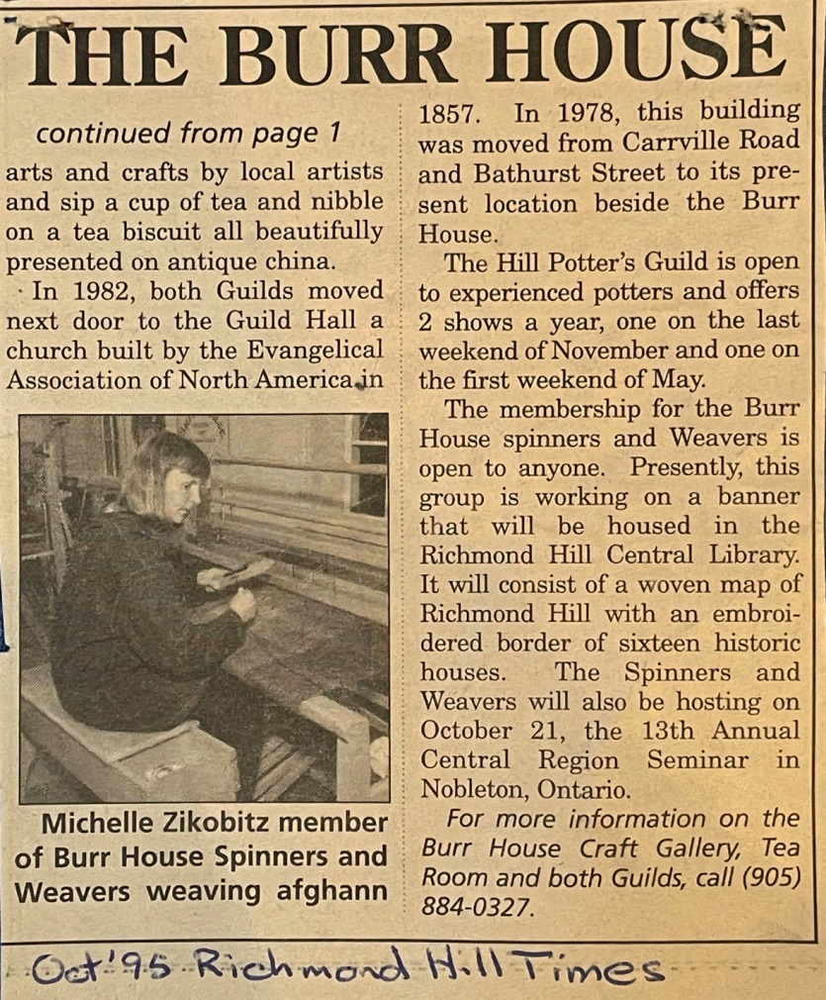 THE BURR HOUSE
continued from page 1
arts and crafts by local artists
and sip a cup of tea and nibble
on a tea biscuit all beautifully
presented on antique china.
In 1982, both Guilds moved
next door to the Guild Hall a
church built by the Evangelical
Association of North America in
Michelle Zikobitz member
of Burr House Spinners and
Weavers weaving afghann
1857. In 1978, this building
was moved from Carrville Road
and Bathurst Street to its pre-
sent location beside the Burr
House.
The Hill Potter's Guild is open
to experienced potters and offers
2 shows a year, one on the last
weekend of November and one on
the first weekend of May.
The membership for the Burr
House spinners and Weavers is
open to anyone. Presently, this
group is working on a banner
that will be housed in the
Richmond Hill Central Library.
It will consist of a woven map of
Richmond Hill with an embroi-
dered border of sixteen historic
houses. The Spinners and
Weavers will also be hosting on
October 21, the 13th Annual
Central Region Seminar in
Nobleton, Ontario.
For more information on the
Burr House Craft Gallery, Tea
Room and both Guilds, call (905)
884-0327.
Oct '95 Richmond Hill Times